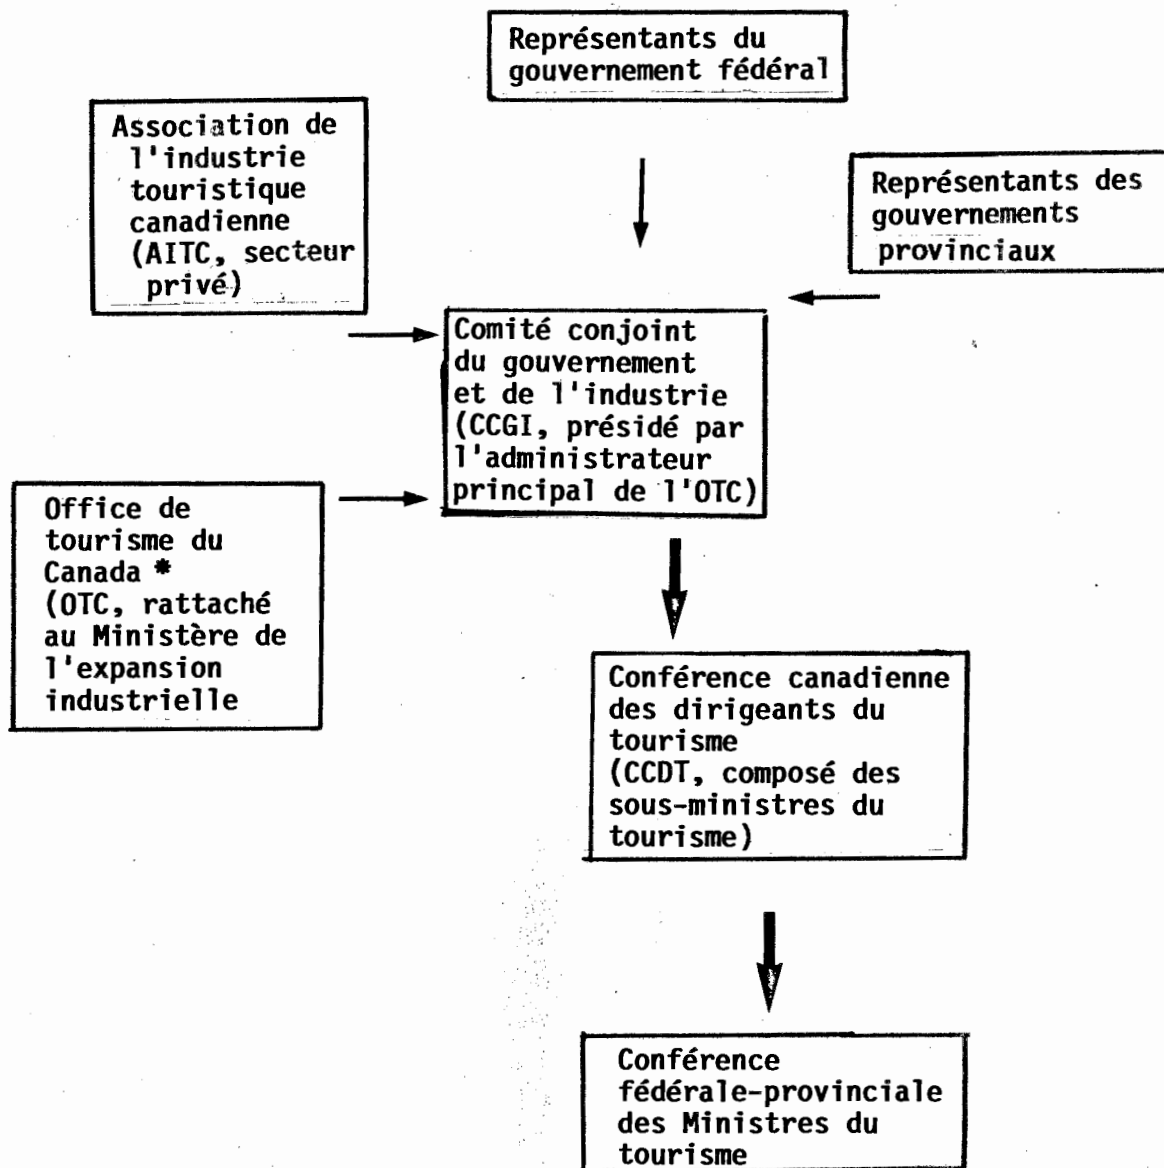 Représentants du
gouvernement fédéral
Association de
l'industrie
touristique
canadienne
(AITC, secteur
privé)
Représentants des
gouvernements
provinciaux
Comité conjoint
du gouvernement
et de l'industrie
(CCGI, présidé par
l'administrateur
principal de l'OTC)
Office de
tourisme du
Canada *
(OTC, rattaché
au Ministère de
l'expansion
industrielle
Conférence canadienne
des dirigeants du
tourisme
(CCDT, composé des
sous-ministres du
tourisme)
Conférence
fédérale-provinciale
des Ministres du
tourisme